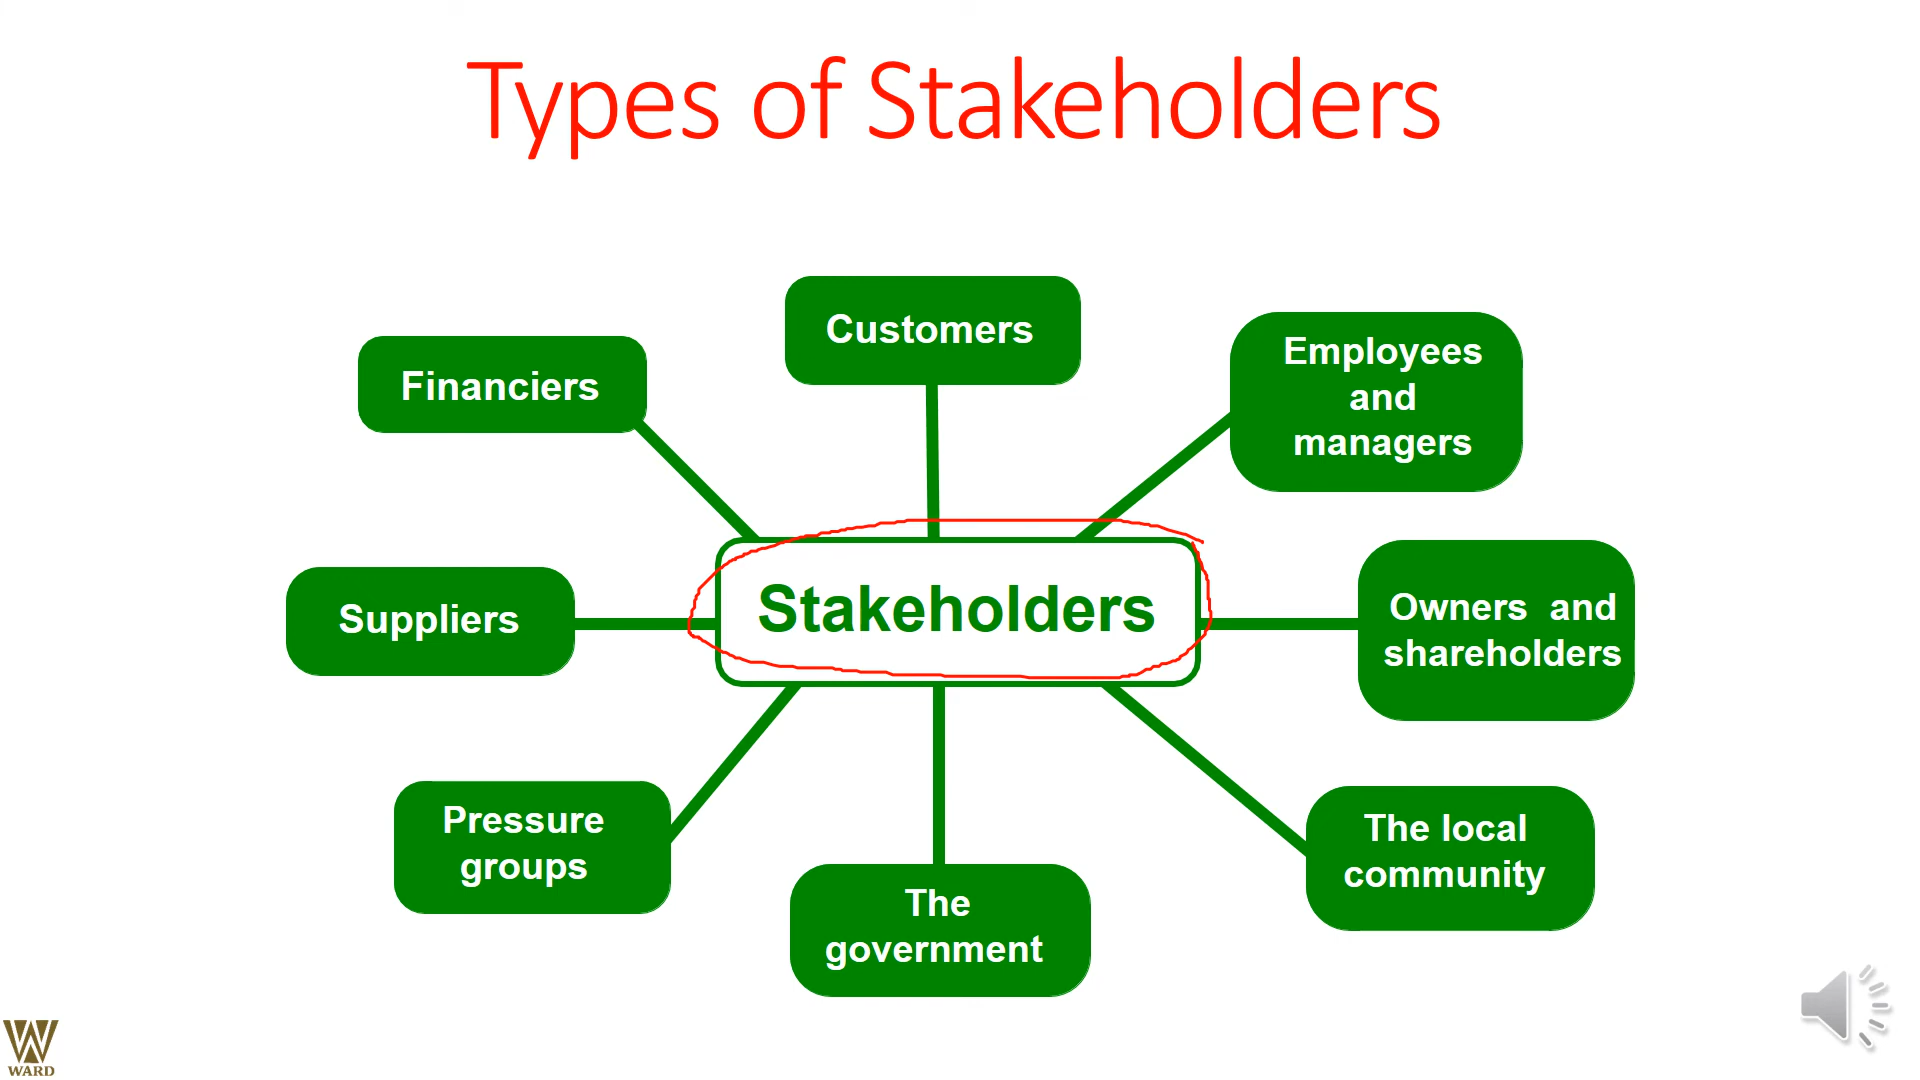 Types of Stakeholders
Customers
Employees
and
managers
Financiers
Stakeholders
Owners and
shareholders
Suppliers
Pressure
groups
The local
community
The
government
WARD